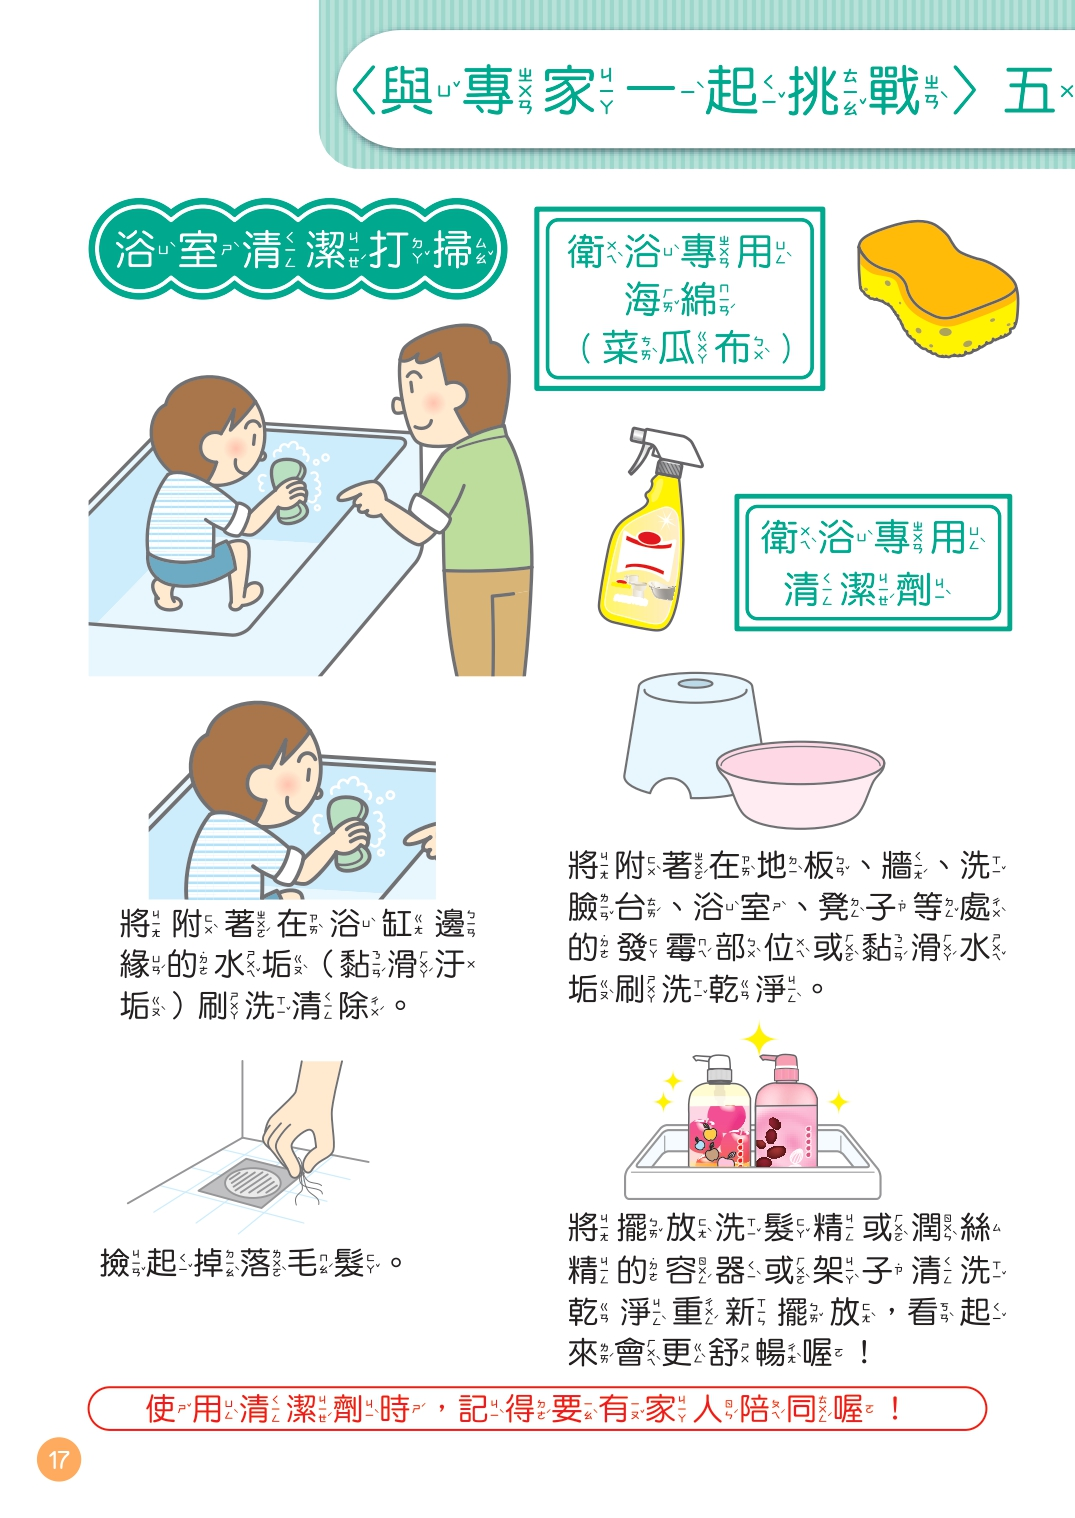 〈與專家一起挑戰〉五
浴室清潔打掃
衛浴專用
海綿
（菜瓜布）
衛浴專用
清潔劑
將附著在浴缸邊
緣的水垢（黏滑汙
垢）刷洗清除。
將附著在地板、牆、洗
臉台、浴室、凳子等處
的發霉部位或黏滑水
垢刷洗乾淨。
撿起掉落毛髮。
將擺放洗髮精或潤絲
精的容器或架子清洗
乾淨重新擺放，看起
來會更舒暢喔！
使用清潔劑時，記得要有家人陪同喔！
17